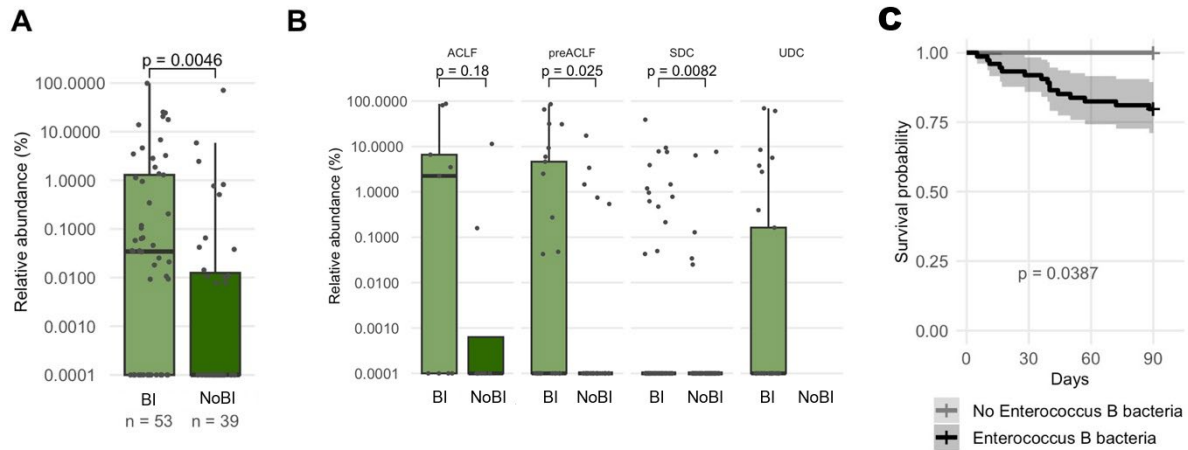 A
p = 0.0046
100.0000
10.0000
1.0000
0.1000
0.0100
0.0010
0.0001
Relative abundance (%)
BI NoBI
n = 53 n = 39
B
ACLF preACLF SDC UDC
p = 0.18 p = 0.025 p = 0.0082
100.0000
10.0000
1.0000
0.1000
0.0100
0.0010
0.0001
Relative abundance (%)
BI NoBI BI NoBI BI NoBI BI NoBI
C
1.00
0.75
0.50
0.25
0.00
Survival probability
p = 0.0387
0 30 60 90
Days
No Enterococcus B bacteria
Enterococcus B bacteria